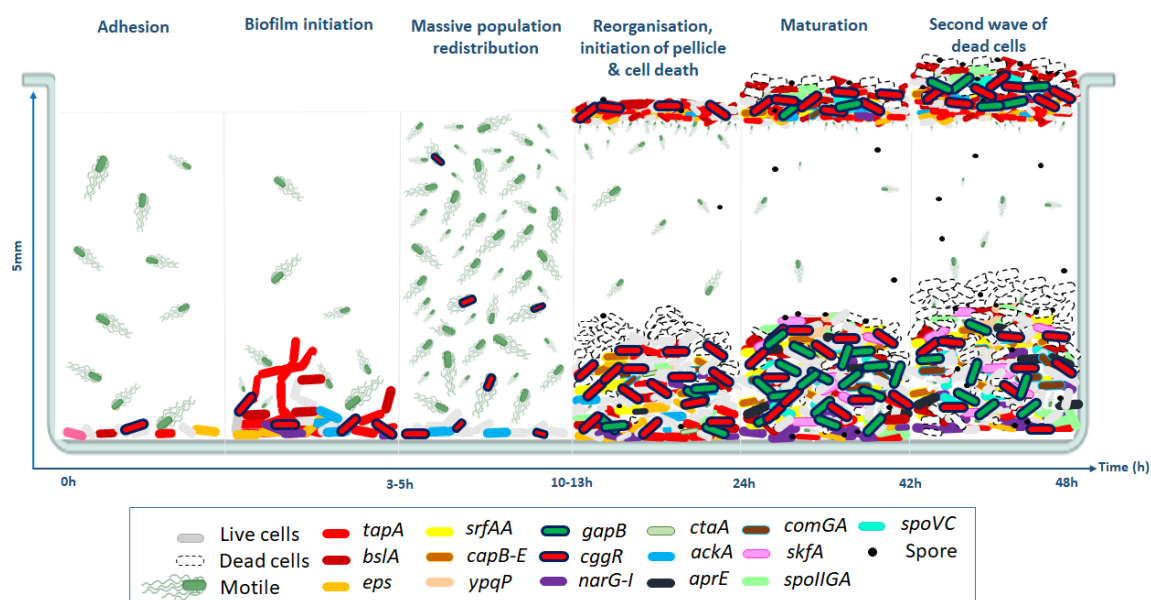 Adhesion
Biofilm initiation
Massive population
redistribution
Reorganisation,
initiation of pellicle
& cell death
Maturation
Second wave of
dead cells
5mm
0h
3-5h
10-13h
24h
42h
48h
Time (h)
Live cells
Dead cells
Motile
tapA
bslA
eps
srfAA
capB-E
ypqP
gapB
cggR
narG-I
ctaA
ackA
aprE
comGA
skfA
spoIIGA
spoVC
Spore